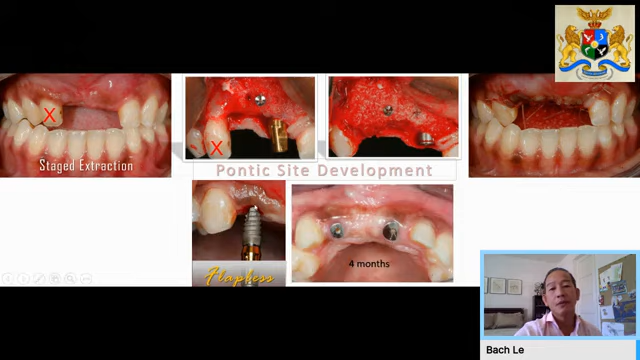 X
X
Staged Extraction
Pontic Site Development
Flapless
4 months
Bach Le